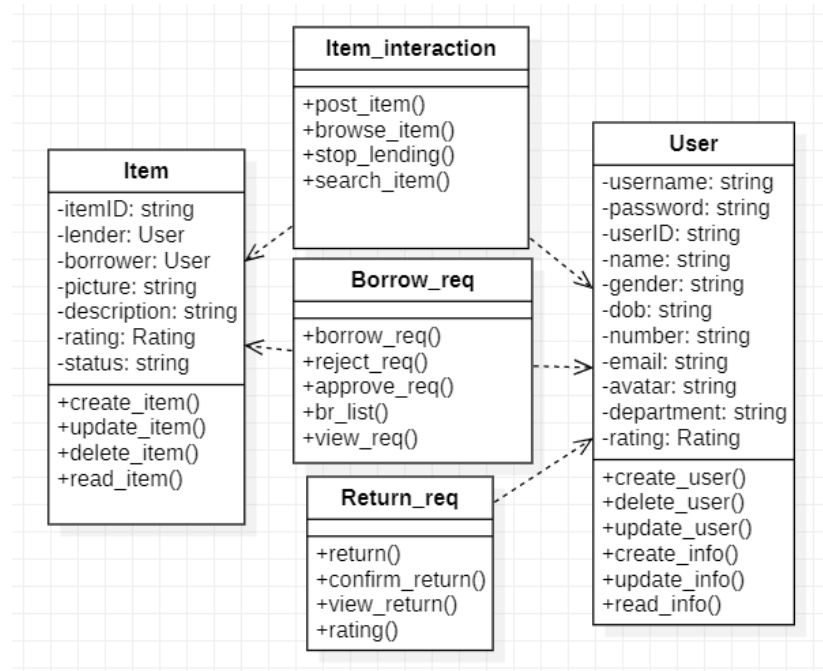 Item_interaction
+post_item()
+browse_item()
+stop_lending()
+search_item()
Item
-itemID: string
-lender: User
-borrower: User
-picture: string
-description: string
-rating: Rating
-status: string
+create_item()
+update_item()
+delete_item()
+read_item()
Borrow_req
+borrow_req()
+reject_req()
+approve_req()
+br_list()
+view_req()
Return_req
+return()
+confirm_return()
+view_return()
+rating()
User
-username: string
-password: string
-userID: string
-name: string
-gender: string
-dob: string
-number: string
-email: string
-avatar: string
-department: string
-rating: Rating
+create_user()
+delete_user()
+update_user()
+create_info()
+update_info()
+read_info()